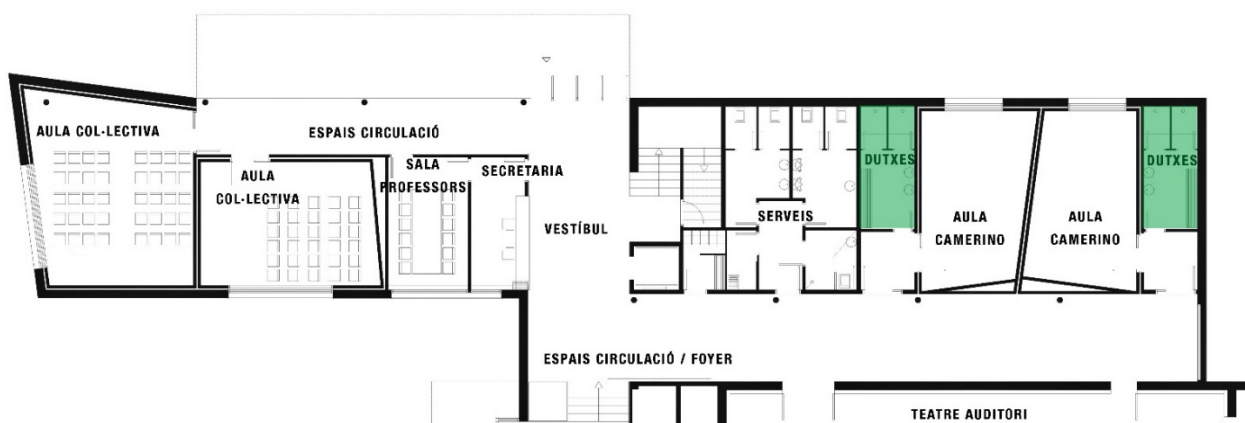 AULA COL·LECTIVA
ESPAIS CIRCULACIÓ
AULA
COL·LECTIVA
SALA
PROFESSORS
SECRETARIA
VESTÍBUL
SERVEIS
DUTXES
AULA
CAMERINO
AULA
CAMERINO
DUTXES
ESPAIS CIRCULACIÓ / FOYER
TEATRE AUDITORI